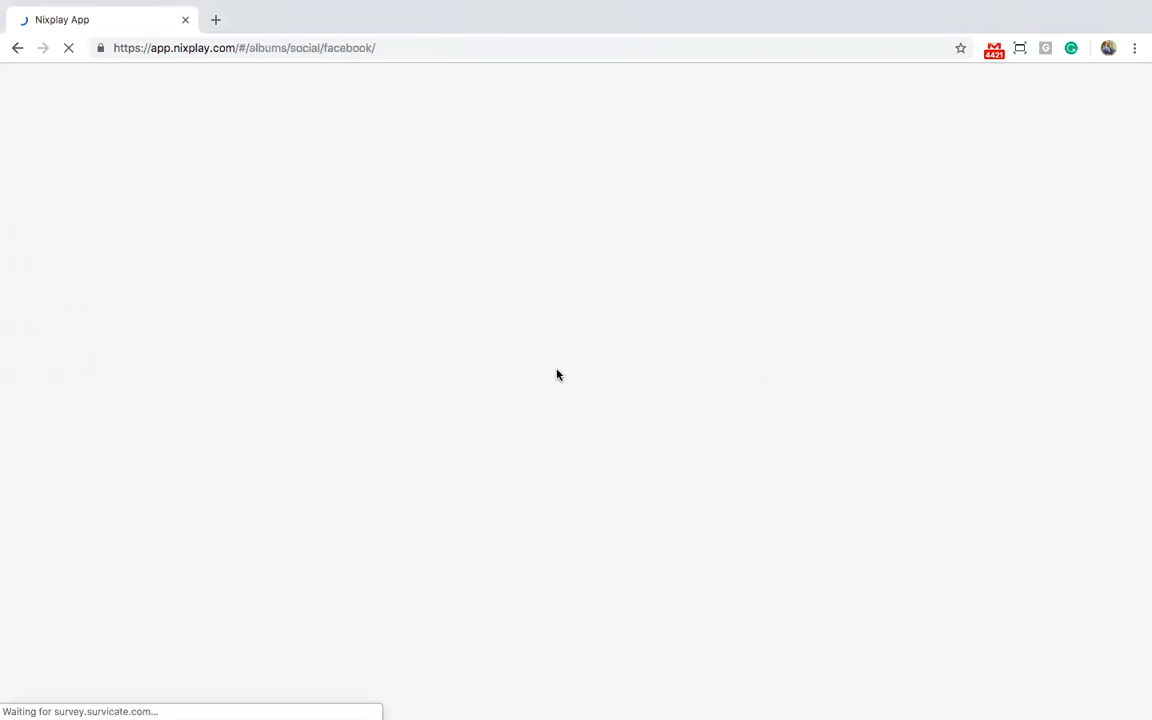 Nixplay App
https://app.nixplay.com/#/albums/social/facebook/
4421
G
G
Waiting for survey.survicate.com...